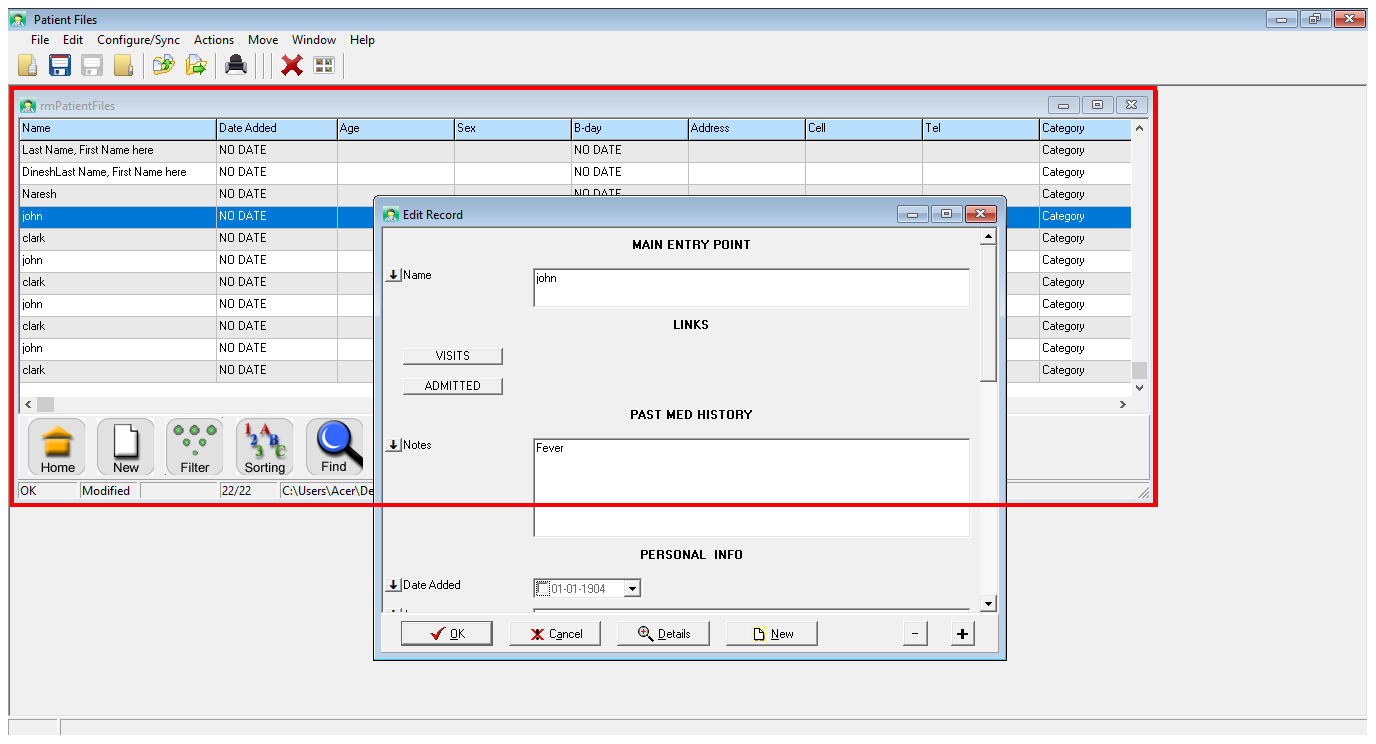 Patient Files
File Edit Configure/Sync Actions Move Window Help
rmPatientFiles
Name Date Added Age Sex B-day Address Cell Tel Category
Last Name, First Name here NO DATE NO DATE Category
DineshLast Name, First Name here NO DATE NO DATE Category
Naresh NO DATE NO DATE Category
john NO DATE Category
clark NO DATE Category
john NO DATE Category
clark NO DATE Category
john NO DATE Category
clark NO DATE Category
john NO DATE Category
clark NO DATE Category
Home New Filter Sorting Find
OK Modified 22/22 C:\Users\Acer\De
Edit Record
MAIN ENTRY POINT
Name john
LINKS
VISITS
ADMITTED
PAST MED HISTORY
Notes Fever
PERSONAL INFO
Date Added 01-01-1904
OK Cancel Details New - +